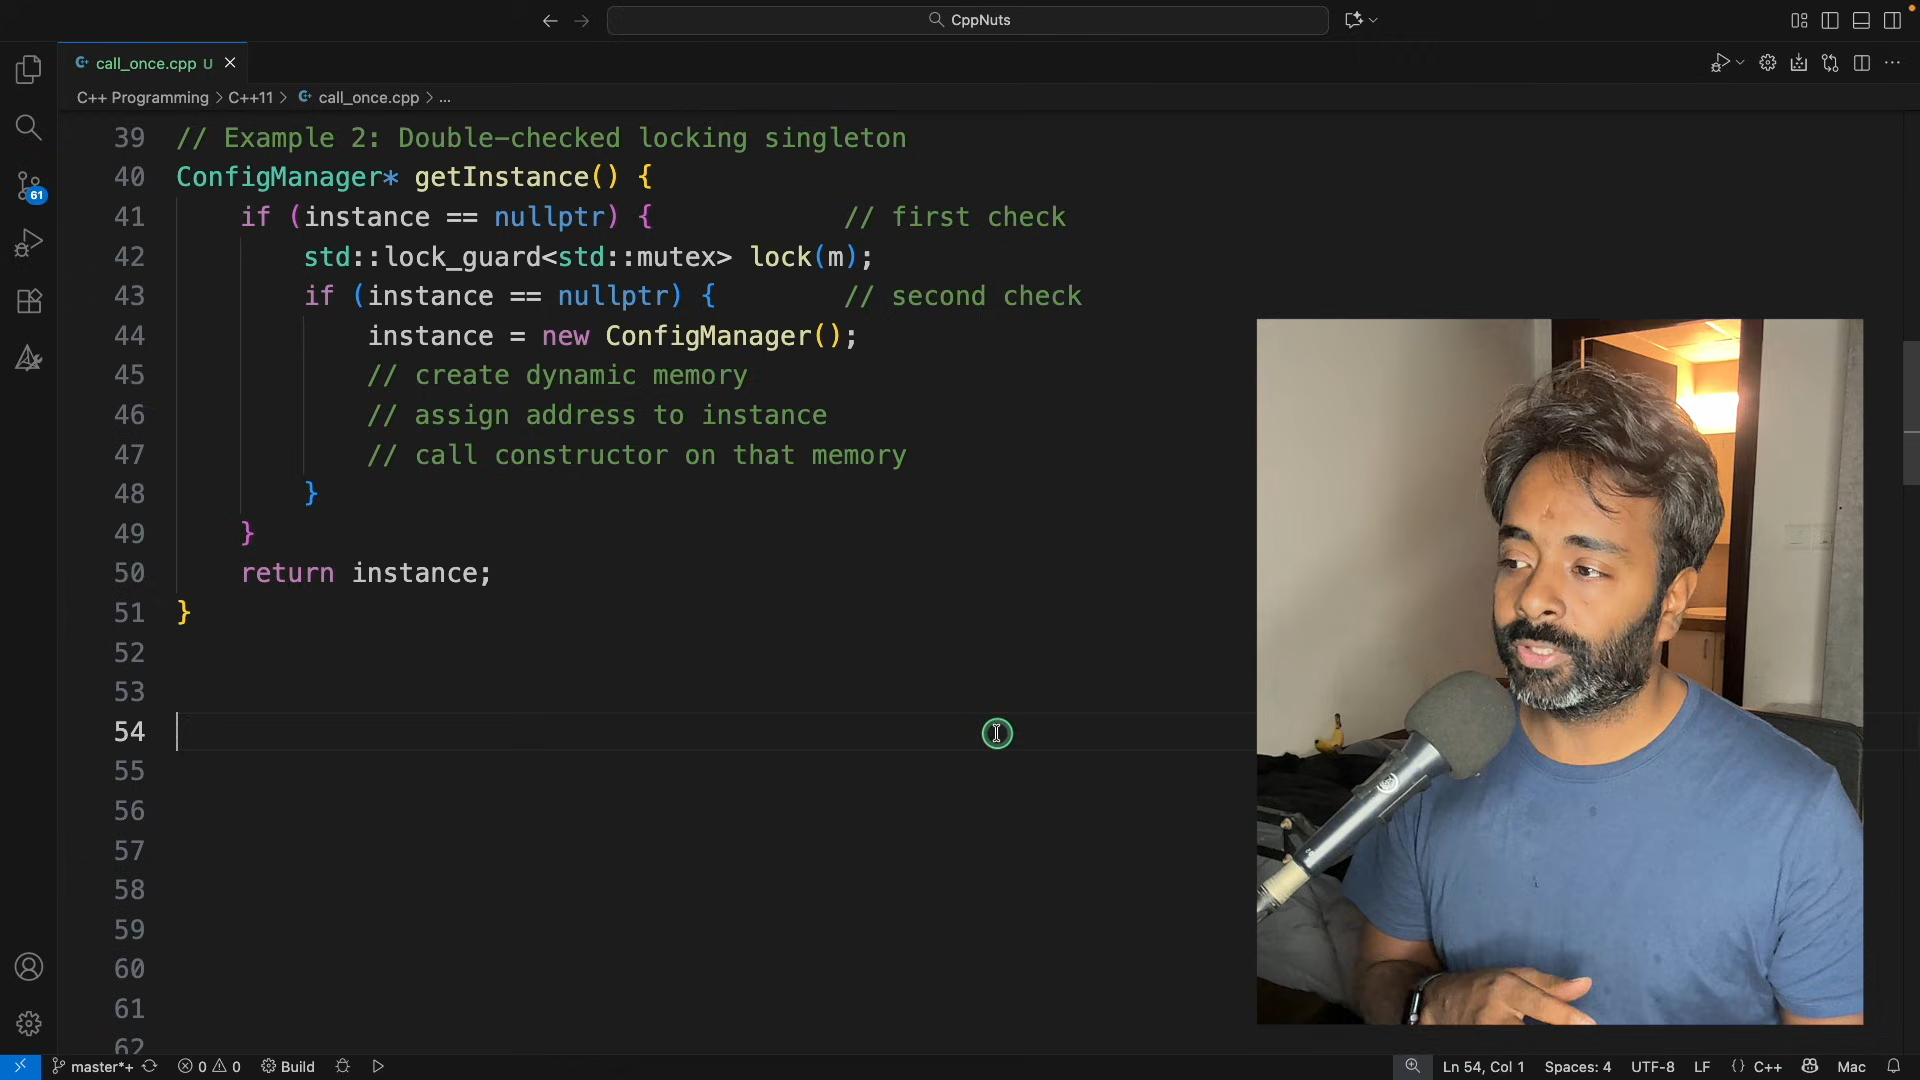 CppNuts
call_once.cpp U
C++ Programming > C++11 > call_once.cpp > ...
39 // Example 2: Double-checked locking singleton
40 ConfigManager* getInstance() {
41 if (instance == nullptr) { // first check
42 std::lock_guard<std::mutex> lock(m);
43 if (instance == nullptr) { // second check
44 instance = new ConfigManager();
45 // create dynamic memory
46 // assign address to instance
47 // call constructor on that memory
48 }
49 }
50 return instance;
51 }
52
53
54
55
56
57
58
59
60
61
62
61
master*+ 0 0 Build Ln 54, Col 1 Spaces: 4 UTF-8 LF {} C++ Mac